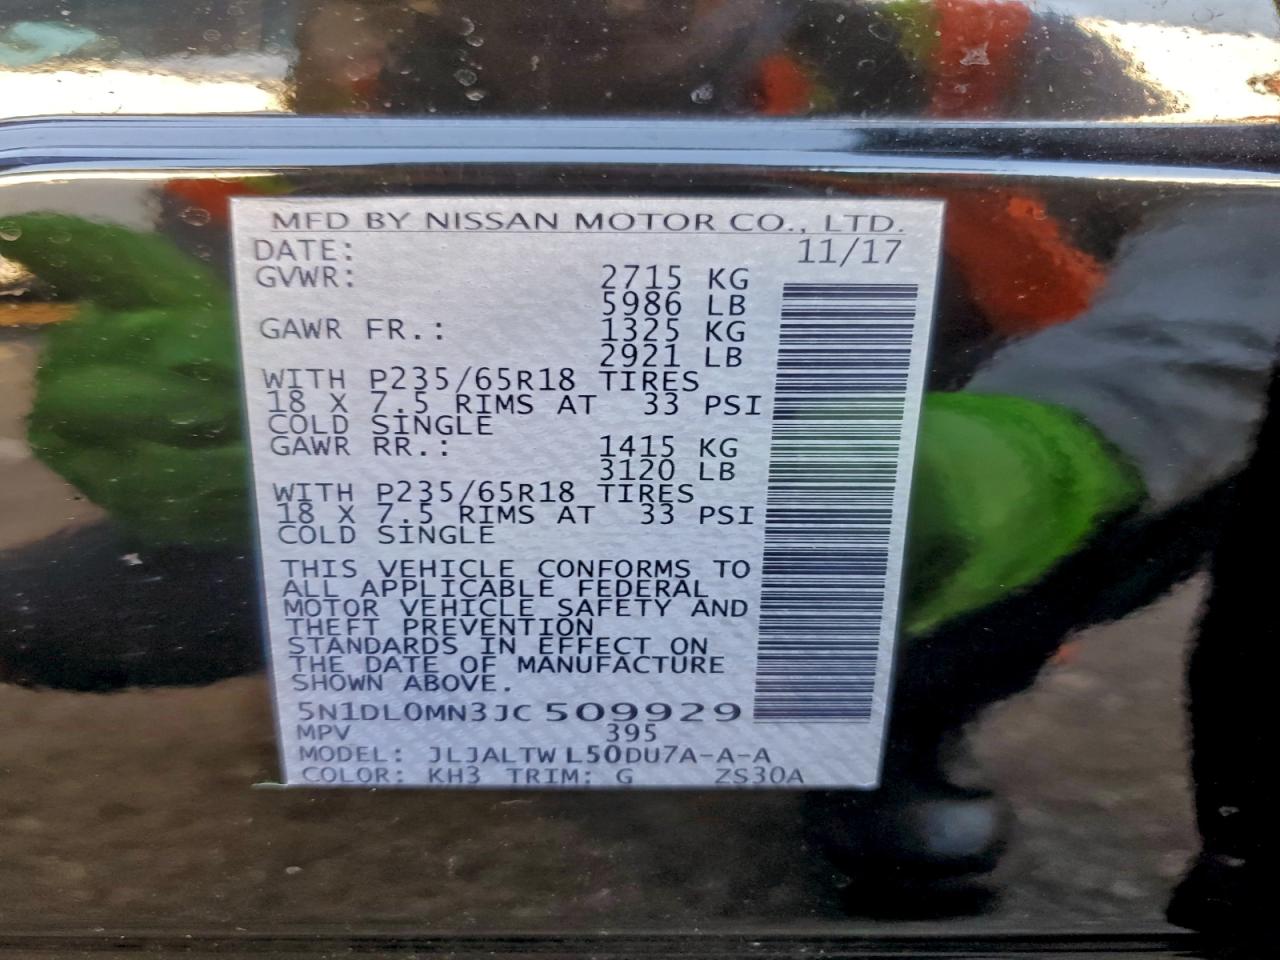 MFD BY NISSAN MOTOR CO., LTD.
DATE: 11/17
GVWR: 2715 KG
5986 LB
GAWR FR.: 1325 KG
2921 LB
WITH P235/65R18 TIRES
18 X 7.5 RIMS AT 33 PSI
COLD SINGLE
GAWR RR.: 1415 KG
3120 LB
WITH P235/65R18 TIRES
18 X 7.5 RIMS AT 33 PSI
COLD SINGLE
THIS VEHICLE CONFORMS TO
ALL APPLICABLE FEDERAL
MOTOR VEHICLE SAFETY AND
THEFT PREVENTION
STANDARDS IN EFFECT ON
THE DATE OF MANUFACTURE
SHOWN ABOVE.
5N1DL0MN3JC509929
MPV 395
MODEL: JLJALTW L50DU7A-A-A
COLOR: KH3 TRIM: G ZS30A